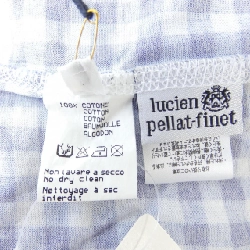 100% COTONE
COTTON
COTON
BAUMWOLLE
ALGODON
Non lavare a secco
No dry clean
Nettoyage à sec
interdit
lucien
pellat-finet